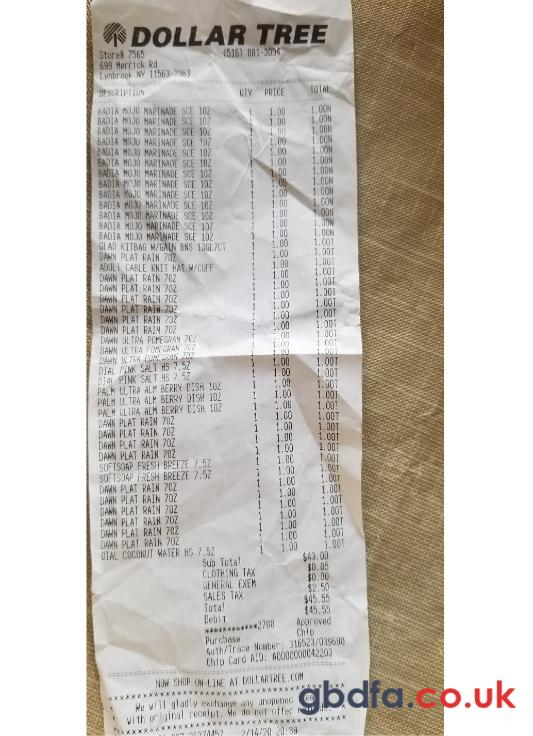 DOLLAR TREE
Store# 7565 (516) 881-3004
699 Merrick Rd
Lynbrook NY 11563-2363
DESCRIPTION QTY PRICE TOTAL
BADIA MOJO MARINADE SCE 10Z 1 1.00 1.00N
BADIA MOJO MARINADE SCE 10Z 1 1.00 1.00N
BADIA MOJO MARINADE SCE 10Z 1 1.00 1.00N
BADIA MOJO MARINADE SCE 10Z 1 1.00 1.00N
BADIA MOJO MARINADE SCE 10Z 1 1.00 1.00N
BADIA MOJO MARINADE SCE 10Z 1 1.00 1.00N
BADIA MOJO MARINADE SCE 10Z 1 1.00 1.00N
BADIA MOJO MARINADE SCE 10Z 1 1.00 1.00N
BADIA MOJO MARINADE SCE 10Z 1 1.00 1.00N
BADIA MOJO MARINADE SCE 10Z 1 1.00 1.00N
BADIA MOJO MARINADE SCE 10Z 1 1.00 1.00N
BADIA MOJO MARINADE SCE 10Z 1 1.00 1.00N
BADIA MOJO MARINADE SCE 10Z 1 1.00 1.00N
GLAD KITBAG W/GAIN BNS 13GL7CT 1 1.00 1.00T
DAWN PLAT RAIN 7OZ 1 1.00 1.00T
ADULT CABLE KNIT HAT W/CUFF 1 1.00 1.00T
DAWN PLAT RAIN 7OZ 1 1.00 1.00T
DAWN PLAT RAIN 7OZ 1 1.00 1.00T
DAWN PLAT RAIN 7OZ 1 1.00 1.00T
DAWN PLAT RAIN 7OZ 1 1.00 1.00T
DAWN PLAT RAIN 7OZ 1 1.00 1.00T
DAWN PLAT RAIN 7OZ 1 1.00 1.00T
DAWN ULTRA POMEGRAN 7OZ 1 1.00 1.00T
DAWN ULTRA POMEGRAN 7OZ 1 1.00 1.00T
DAWN ULTRA POMEGRAN 7OZ 1 1.00 1.00T
DIAL PINK SALT HS 7.5Z 1 1.00 1.00T
DIAL PINK SALT HS 7.5Z 1 1.00 1.00T
PALM ULTRA ALM BERRY DISH 10Z 1 1.00 1.00T
PALM ULTRA ALM BERRY DISH 10Z 1 1.00 1.00T
PALM ULTRA ALM BERRY DISH 10Z 1 1.00 1.00T
DAWN PLAT RAIN 7OZ 1 1.00 1.00T
DAWN PLAT RAIN 7OZ 1 1.00 1.00T
DAWN PLAT RAIN 7OZ 1 1.00 1.00T
DAWN PLAT RAIN 7OZ 1 1.00 1.00T
SOFTSOAP FRESH BREEZE 7.5Z 1 1.00 1.00T
SOFTSOAP FRESH BREEZE 7.5Z 1 1.00 1.00T
DAWN PLAT RAIN 7OZ 1 1.00 1.00T
DAWN PLAT RAIN 7OZ 1 1.00 1.00T
DAWN PLAT RAIN 7OZ 1 1.00 1.00T
DAWN PLAT RAIN 7OZ 1 1.00 1.00T
DAWN PLAT RAIN 7OZ 1 1.00 1.00T
DAWN PLAT RAIN 7OZ 1 1.00 1.00T
DIAL COCONUT WATER HS 7.5Z 1 1.00 1.00T
Sub Total $43.00
CLOTHING TAX $0.05
GENERAL EXEM $0.00
SALES TAX $2.50
Total $45.55
Debit $45.55
************2780 Approved
Purchase Chip
Auth/Trace Number: 316523/039690
Chip Card AID: A0000000042203
NOW SHOP ON-LINE AT DOLLARTREE.COM
We will gladly exchange any unopened
with original receipt. We do not offer
2/14/20 20:39
gbdfa.co.uk